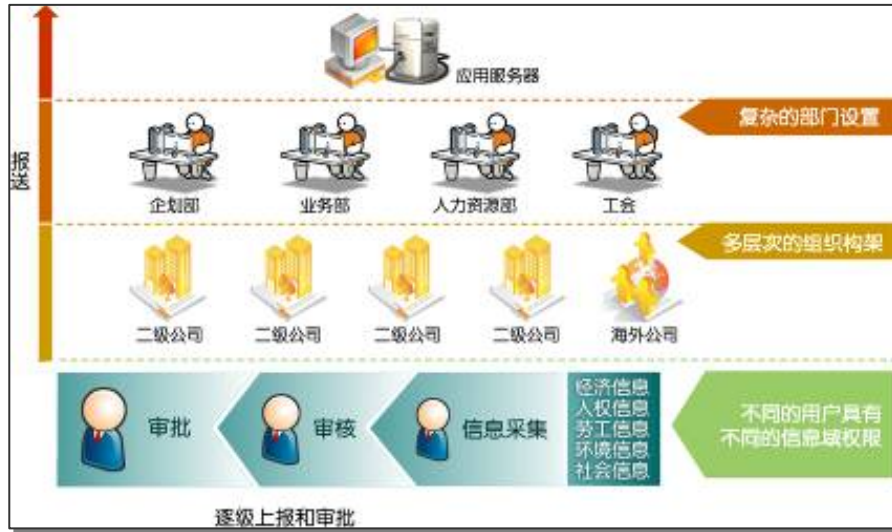 应用服务器
复杂的部门设置
报送
企划部
业务部
人力资源部
工会
多层次的组织构架
二级公司
二级公司
二级公司
二级公司
海外公司
审批
审核
信息采集
经济信息
人权信息
劳工信息
环境信息
社会信息
不同的用户具有
不同的信息域权限
逐级上报和审批